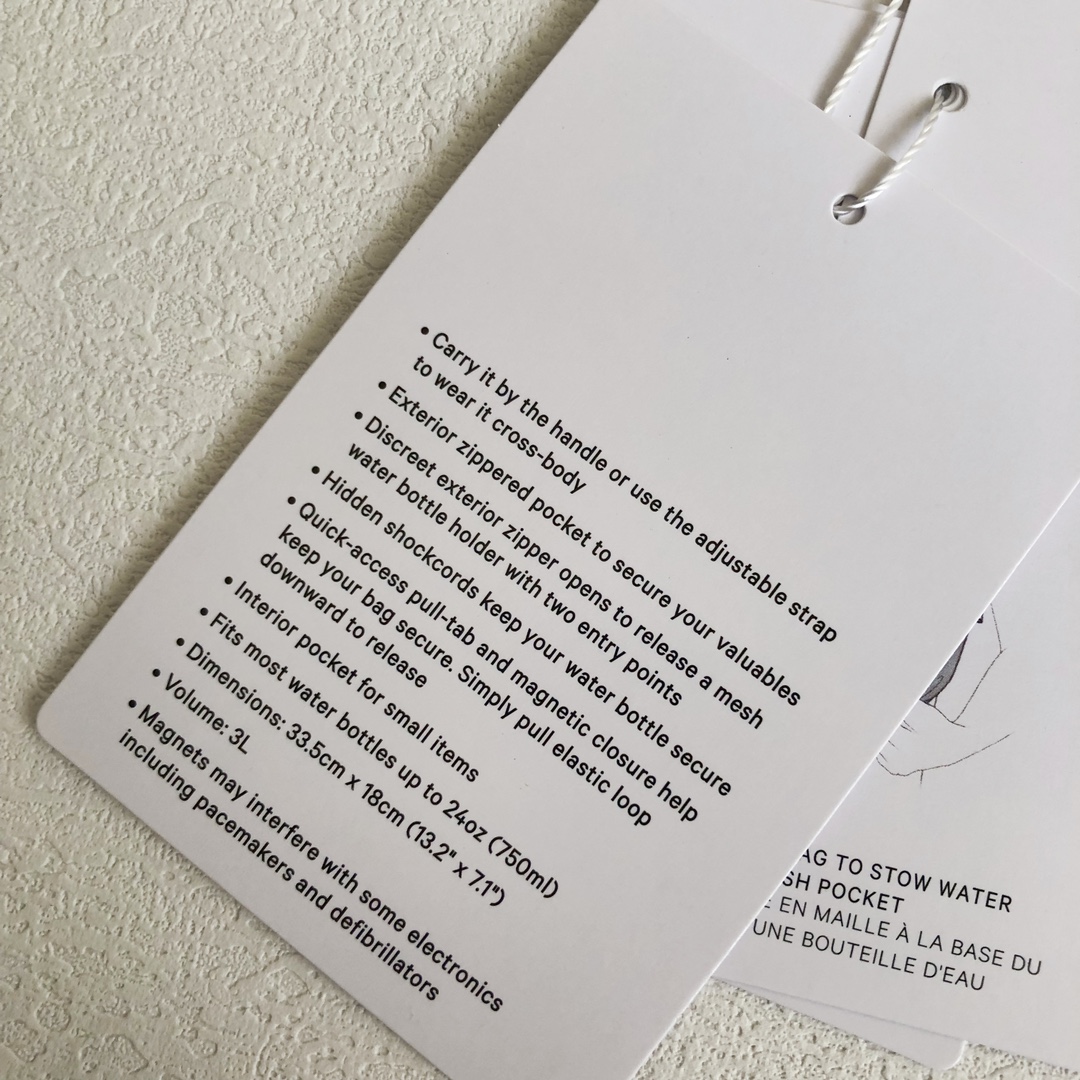 • Carry it by the handle or use the adjustable strap
to wear it cross-body
• Exterior zippered pocket to secure your valuables
• Discreet exterior zipper opens to release a mesh
water bottle holder with two entry points
• Hidden shockcords keep your water bottle secure
• Quick-access pull-tab and magnetic closure help
keep your bag secure. Simply pull elastic loop
downward to release
• Interior pocket for small items
• Fits most water bottles up to 24oz (750ml)
• Dimensions: 33.5cm x 18cm (13.2" x 7.1")
• Volume: 3L
• Magnets may interfere with some electronics
including pacemakers and defibrillators
TO STOW WATER
POCKET
EN MAILLE À LA BASE DU
UNE BOUTEILLE D'EAU